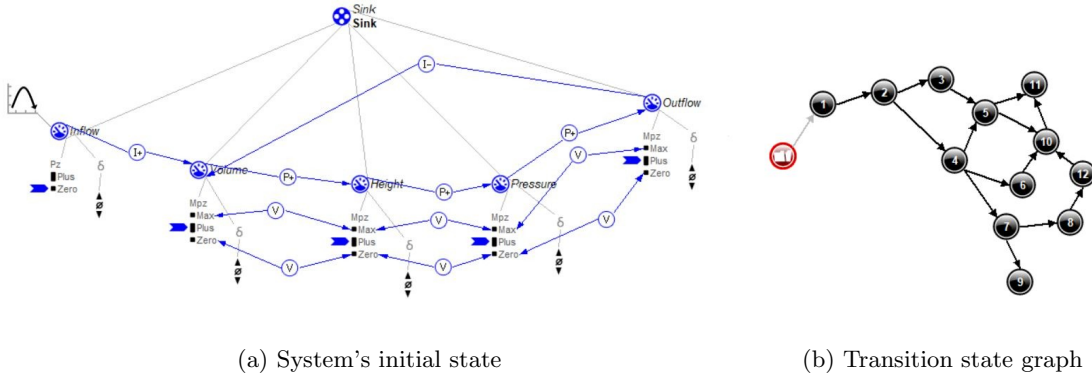 Sink
Sink
I−
Inflow
Pz
Plus
Zero
δ
Ø
I+
Volume
Mpz
Max
Plus
Zero
δ
Ø
P+
V
V
Height
Mpz
Max
Plus
Zero
δ
Ø
P+
V
V
Pressure
Mpz
Max
Plus
Zero
δ
Ø
P+
V
V
Outflow
Mpz
Max
Plus
Zero
δ
Ø
1
2
3
4
5
6
7
8
9
10
11
12
(a) System's initial state
(b) Transition state graph